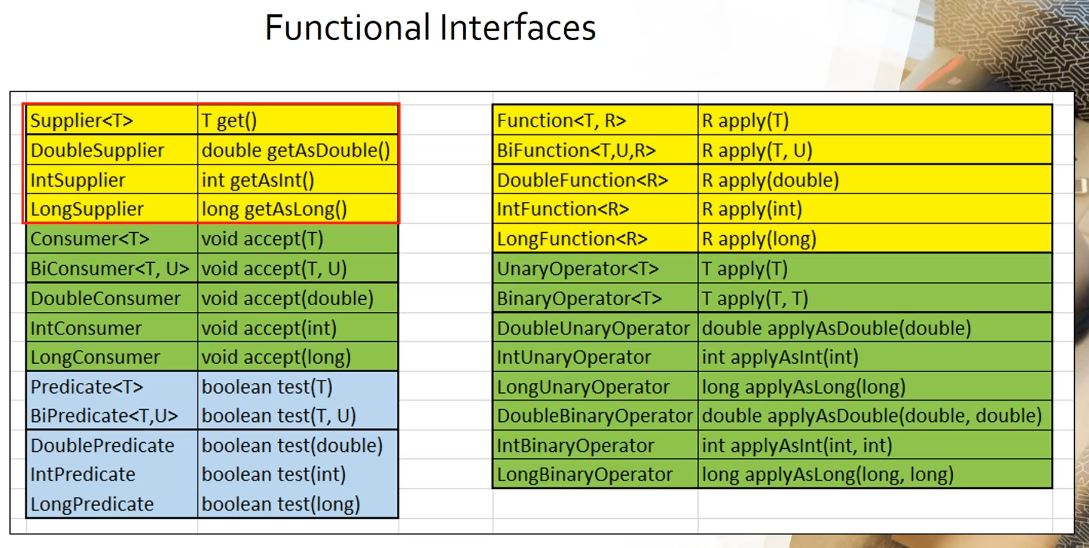 Functional Interfaces
Supplier<T> T get()
DoubleSupplier double getAsDouble()
IntSupplier int getAsInt()
LongSupplier long getAsLong()
Consumer<T> void accept(T)
BiConsumer<T, U> void accept(T, U)
DoubleConsumer void accept(double)
IntConsumer void accept(int)
LongConsumer void accept(long)
Predicate<T> boolean test(T)
BiPredicate<T,U> boolean test(T, U)
DoublePredicate boolean test(double)
IntPredicate boolean test(int)
LongPredicate boolean test(long)
Function<T, R> R apply(T)
BiFunction<T,U,R> R apply(T, U)
DoubleFunction<R> R apply(double)
IntFunction<R> R apply(int)
LongFunction<R> R apply(long)
UnaryOperator<T> T apply(T)
BinaryOperator<T> T apply(T, T)
DoubleUnaryOperator double applyAsDouble(double)
IntUnaryOperator int applyAsInt(int)
LongUnaryOperator long applyAsLong(long)
DoubleBinaryOperator double applyAsDouble(double, double)
IntBinaryOperator int applyAsInt(int, int)
LongBinaryOperator long applyAsLong(long, long)